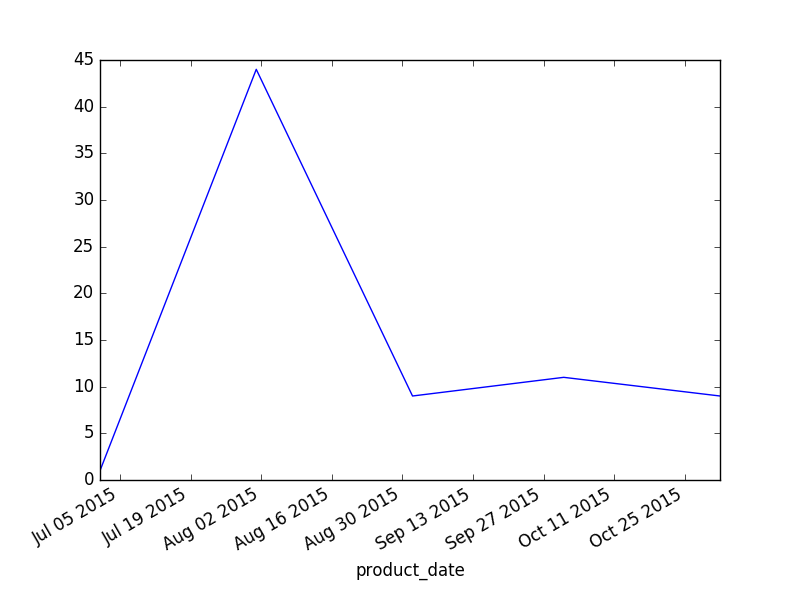 45
40
35
30
25
20
15
10
5
0
Jul 05 2015
Jul 19 2015
Aug 02 2015
Aug 16 2015
Aug 30 2015
Sep 13 2015
Sep 27 2015
Oct 11 2015
Oct 25 2015
product_date